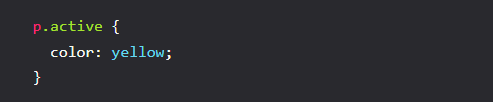 p.active {
  color: yellow;
}